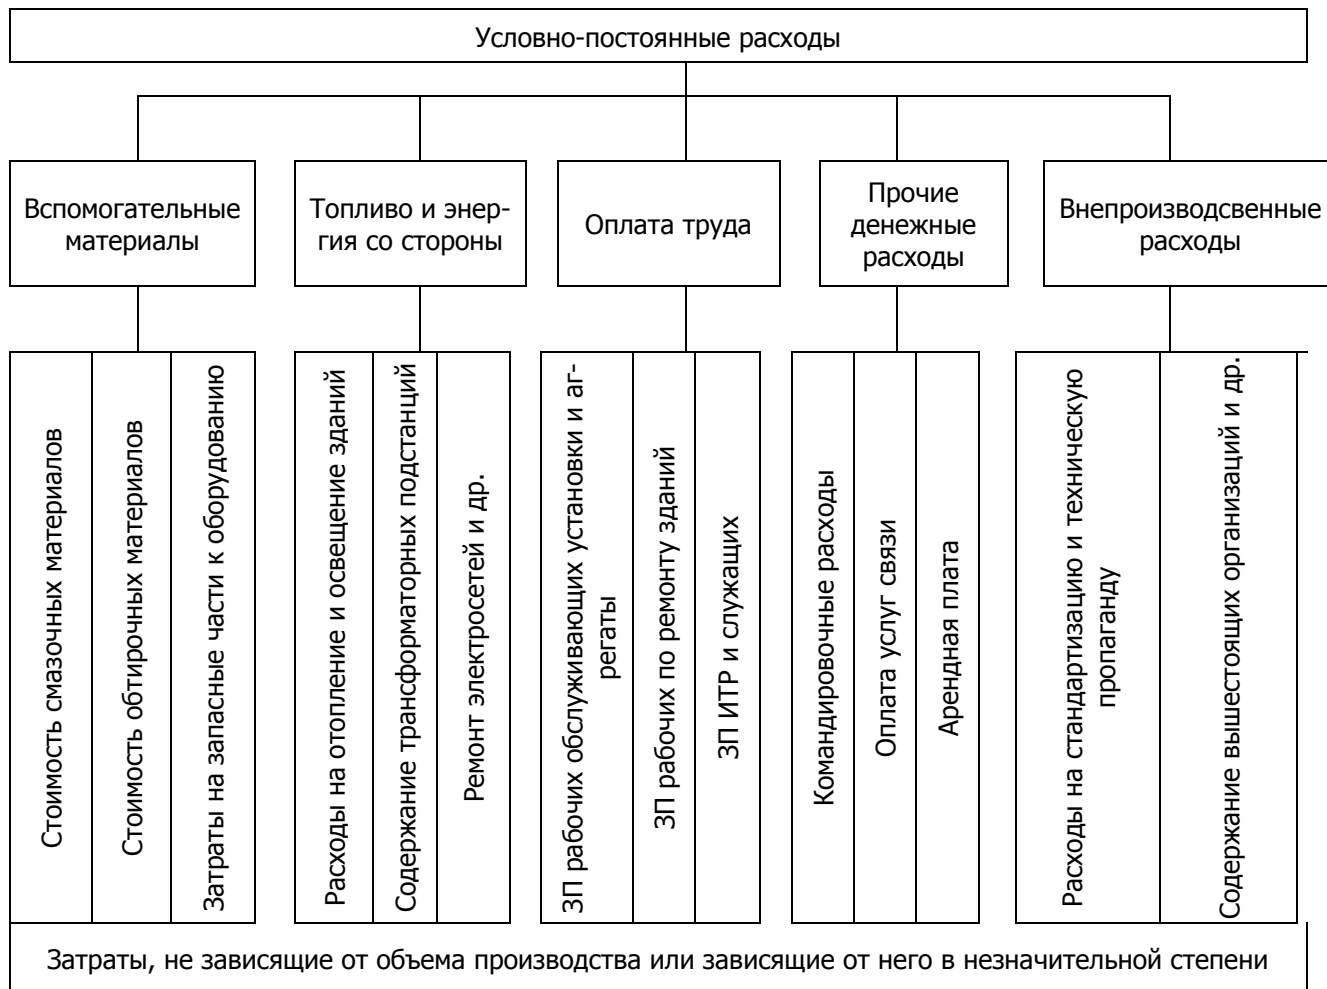 Условно-постоянные расходы
Вспомогательные
материалы
Топливо и энер-
гия со стороны
Оплата труда
Прочие
денежные
расходы
Внепроизводсвенные
расходы
Стоимость смазочных материалов
Стоимость обтирочных материалов
Затраты на запасные части к оборудованию
Расходы на отопление и освещение зданий
Содержание трансформаторных подстанций
Ремонт электросетей и др.
ЗП рабочих обслуживающих установки и аг-
регаты
ЗП рабочих по ремонту зданий
ЗП ИТР и служащих
Командировочные расходы
Оплата услуг связи
Арендная плата
Расходы на стандартизацию и техническую
пропаганду
Содержание вышестоящих организаций и др.
Затраты, не зависящие от объема производства или зависящие от него в незначительной степени